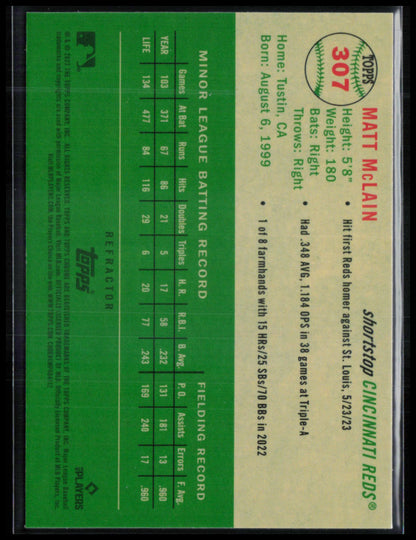 TOPPS
307
MATT McLAIN
shortstop CINCINNATI REDS®
Height: 5'8"
Weight: 180
Bats: Right
Throws: Right
Home: Tustin, CA
Born: August 6, 1999
• Hit first Reds homer against St. Louis, 5/23/23
• Had .348 AVG, 1.184 OPS in 38 games at Triple-A
• 1 of 8 farmhands with 15 HRs/25 SBs/70 BBs in 2022
MINOR LEAGUE BATTING RECORD FIELDING RECORD
Games At Bat Runs Hits Doubles Triples H.R. R.B.I. B.Avg. P.O. Assists Errors F.Avg.
YEAR 103 371 67 86 21 5 17 58 .232 131 181 13 .960
LIFE 134 477 84 116 29 6 20 77 .243 169 240 17 .960
REFRACTOR
topps
PLAYERS